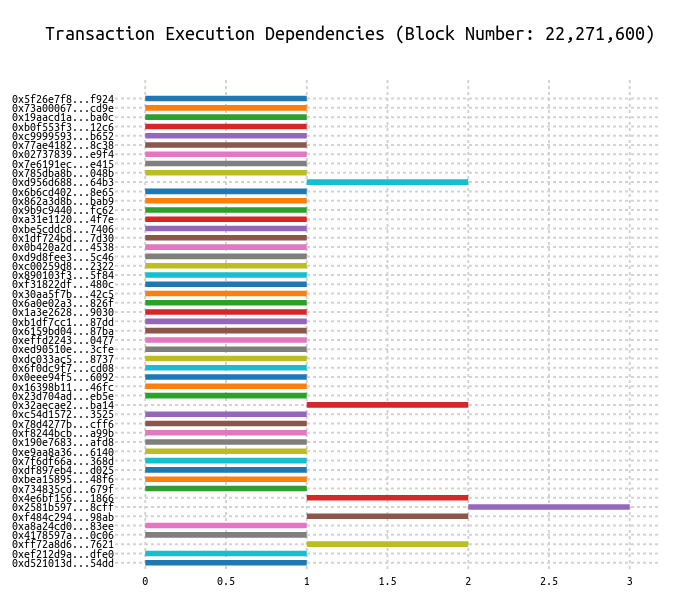 Transaction Execution Dependencies (Block Number: 22,271,600)
0x5f26e7f8...f924
0x73a00067...cd9e
0x19aacd1a...ba0c
0xb0f553f3...12c6
0xc9999593...b652
0x77ae4182...8c38
0x02737839...e9f4
0x7e6191ec...e415
0x785dba8b...048b
0xd956d688...64b3
0x6b6cd402...8e65
0x862a3d8b...bab9
0x9b9c9440...fc62
0xa31e1120...4f7e
0xbe5cddc8...7406
0x1df724bd...7d30
0x0b420a2d...4538
0xd9d8fee3...5c46
0xc00259d8...2322
0x890103f3...5f84
0xf31822df...480c
0x30aa5f7b...42c5
0x6a0e02a3...826f
0x1a3e2628...9030
0xb1df7cc1...87dd
0x6159bd04...87ba
0xeffd2243...0477
0xed90510e...3cfe
0xdc033ac5...8737
0x6f0dc9f7...cd08
0x0eee94f5...6092
0x16398b11...46fc
0x23d704ad...eb5e
0x32aecae2...ba14
0xc54d1572...3525
0x78d4277b...cff6
0xf8244bcb...a99b
0x190e7683...afd8
0xe9aa8a36...6140
0x7f6df66a...368d
0xdf897eb4...d025
0xbea15895...48f6
0x734835cd...679f
0x4e6bf156...1866
0x2581b597...8cff
0xf484c294...98ab
0xa8a24cd0...83ee
0x4178597a...0c06
0xff72a8d6...7621
0xef212d9a...dfe0
0xd521013d...54dd
0 0.5 1 1.5 2 2.5 3